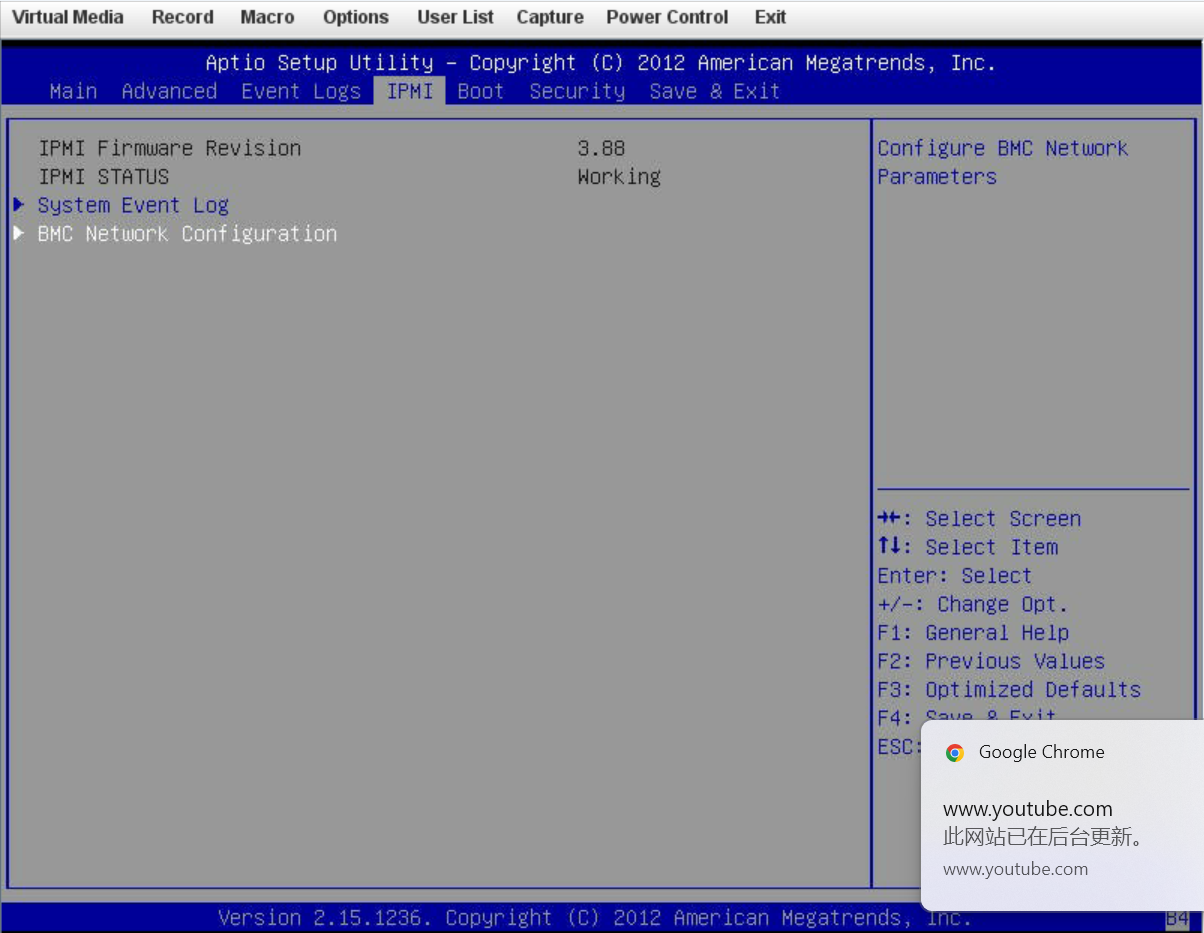 Virtual Media Record Macro Options User List Capture Power Control Exit
Aptio Setup Utility – Copyright (C) 2012 American Megatrends, Inc.
Main Advanced Event Logs IPMI Boot Security Save & Exit
IPMI Firmware Revision 3.88
IPMI STATUS Working
System Event Log
BMC Network Configuration
Configure BMC Network
Parameters
→←: Select Screen
↑↓: Select Item
Enter: Select
+/-: Change Opt.
F1: General Help
F2: Previous Values
F3: Optimized Defaults
F4: Save & Exit
ESC:
Google Chrome
www.youtube.com
此网站已在后台更新。
www.youtube.com
Version 2.15.1236. Copyright (C) 2012 American Megatrends, Inc.
B4